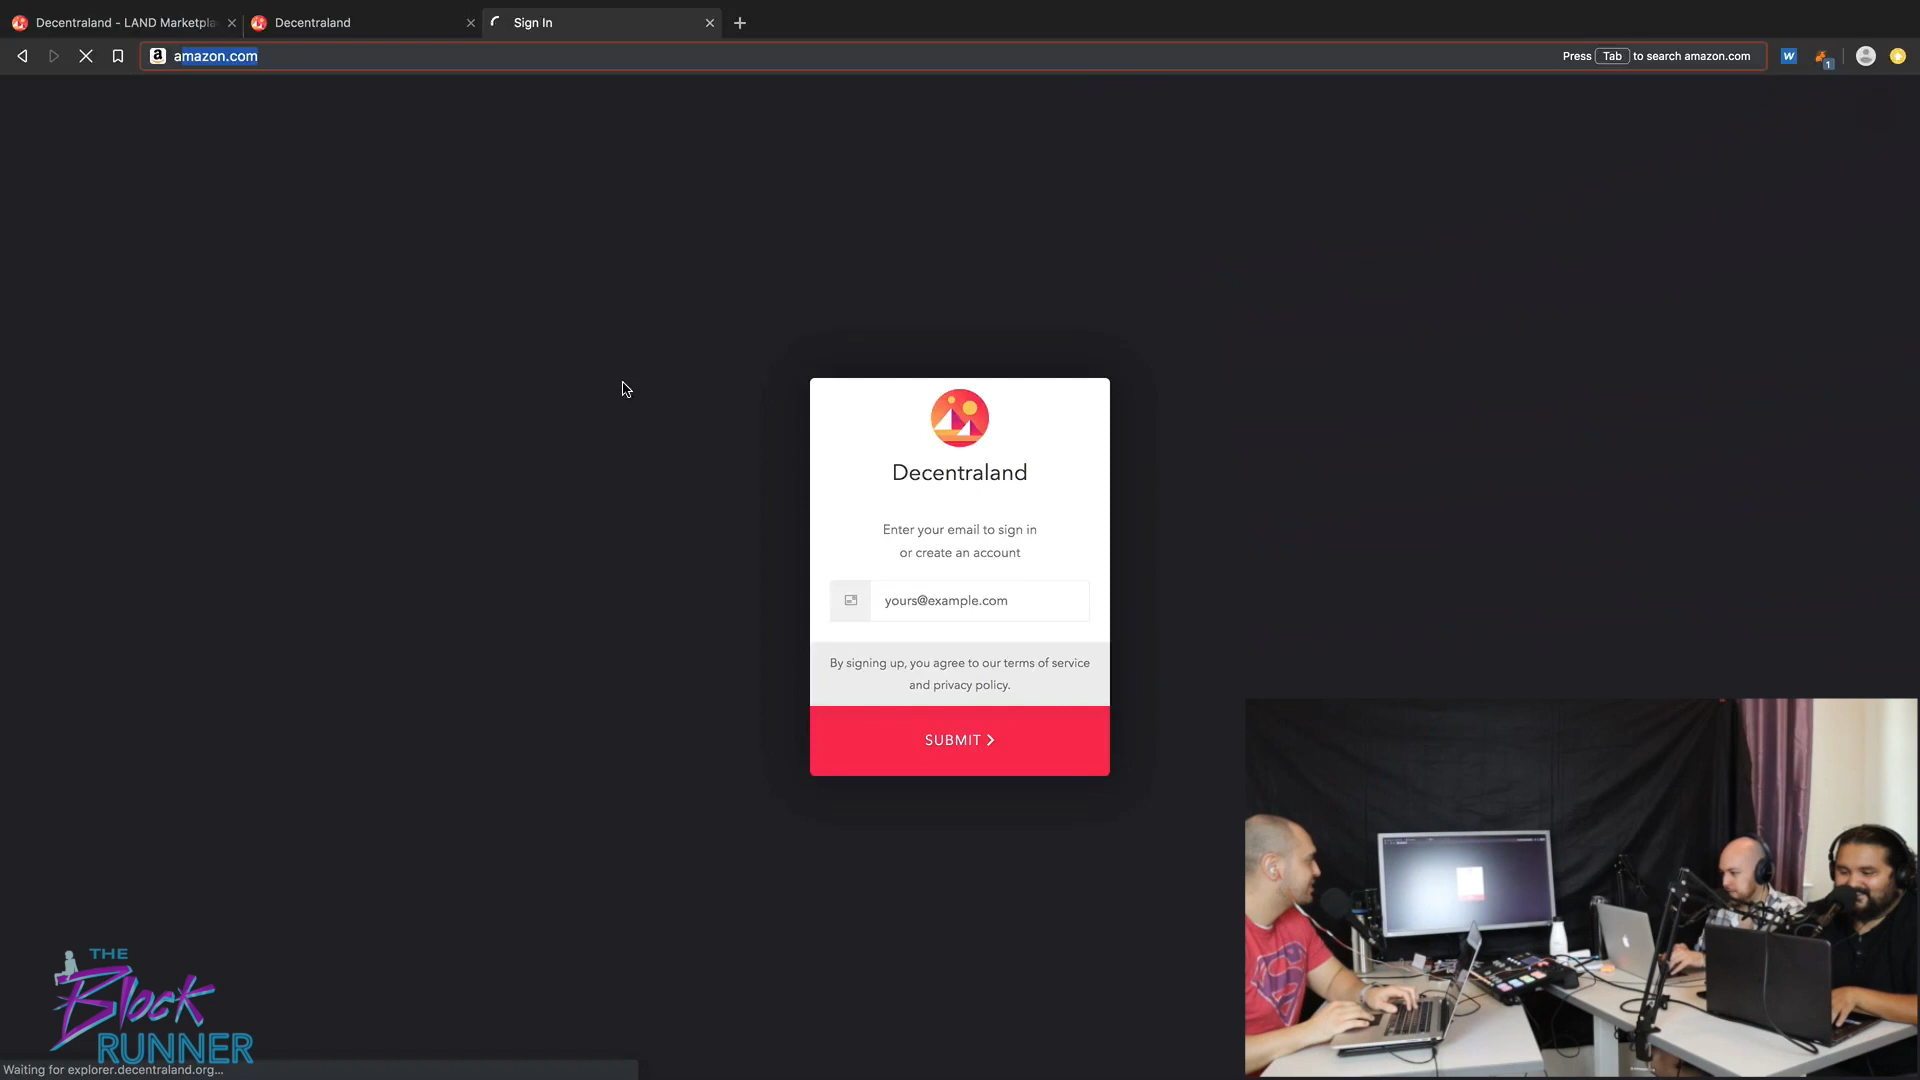 Decentraland - LAND Marketpla
Decentraland
Sign In
amazon.com
Press Tab to search amazon.com
W
1
Decentraland
Enter your email to sign in
or create an account
yours@example.com
By signing up, you agree to our terms of service
and privacy policy.
SUBMIT
THE
Block
RUNNER
Waiting for explorer.decentraland.org...